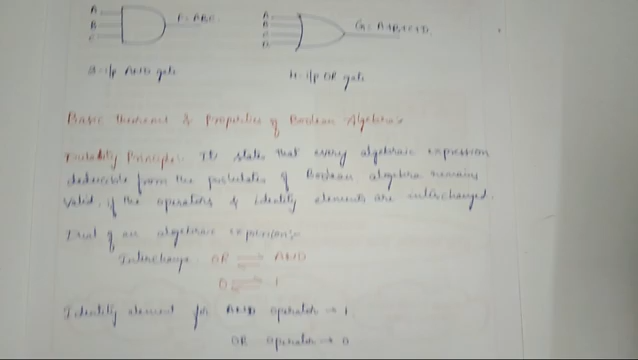 A
B
C
F = ABC
A
B
C
D
G = A+B+C+D
3-i/p AND gate
4-i/p OR gate
Basic theorems & Properties of Boolean Algebra:-
Duality Principle: It states that every algebraic expression
deducible from the postulates of Boolean algebra remains
valid, if the operators & identity elements are interchanged.
Dual of an algebraic expression:-
Interchange OR ⇌ AND
0 ⇌ 1
Identity element for AND operator → 1
OR operator → 0